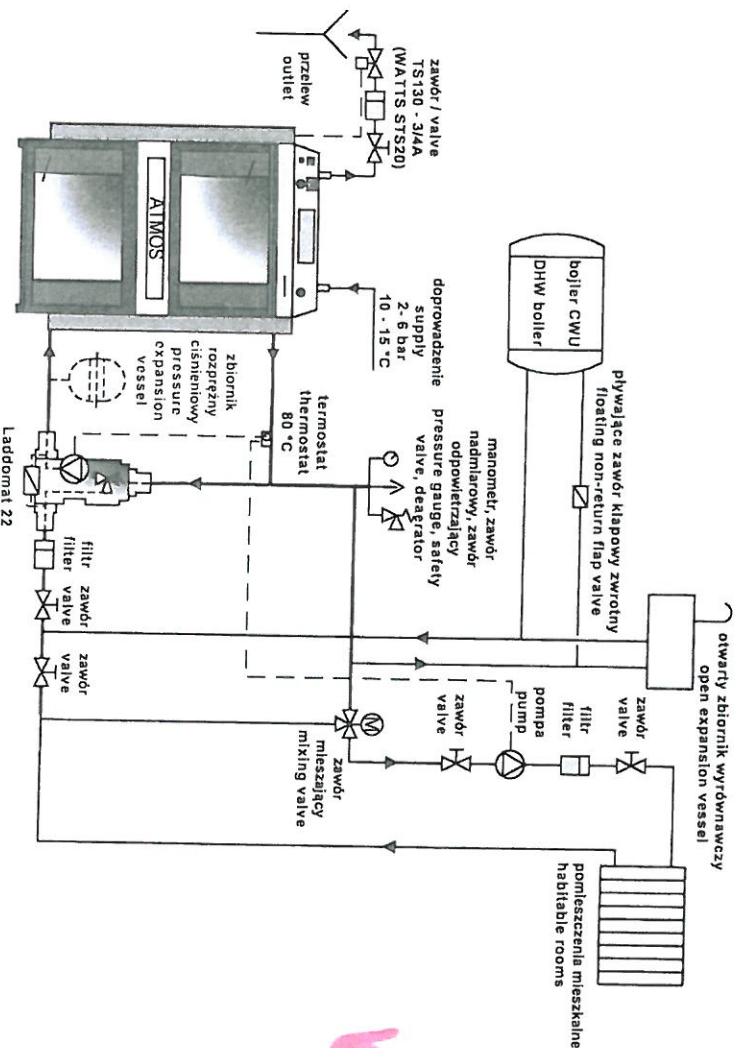 zawór / valve
TS130 - 3/4A
(WATTS STS20)
przelew
outlet
ATMOS
doprowadzenie
supply
2- 6 bar
10 - 15 °C
bojler CWU
DHW boiler
pływające zawór klapowy zwrotny
floating non-return flap valve
otwarty zbiornik wyrównawczy
open expansion vessel
manometr, zawór
nadmiarowy, zawór
odpowietrzający
pressure gauge, safety
valve, deaerator
termostat
thermostat
80 °C
zbiornik
rozprężny
ciśnieniowy
pressure
expansion
vessel
Laddomat 22
filtr
filter
zawór
valve
zawór
valve
zawór
mieszający
mixing valve
M
zawór
valve
pompa
pump
filtr
filter
zawór
valve
pomieszczenia mieszkalne
habitable rooms